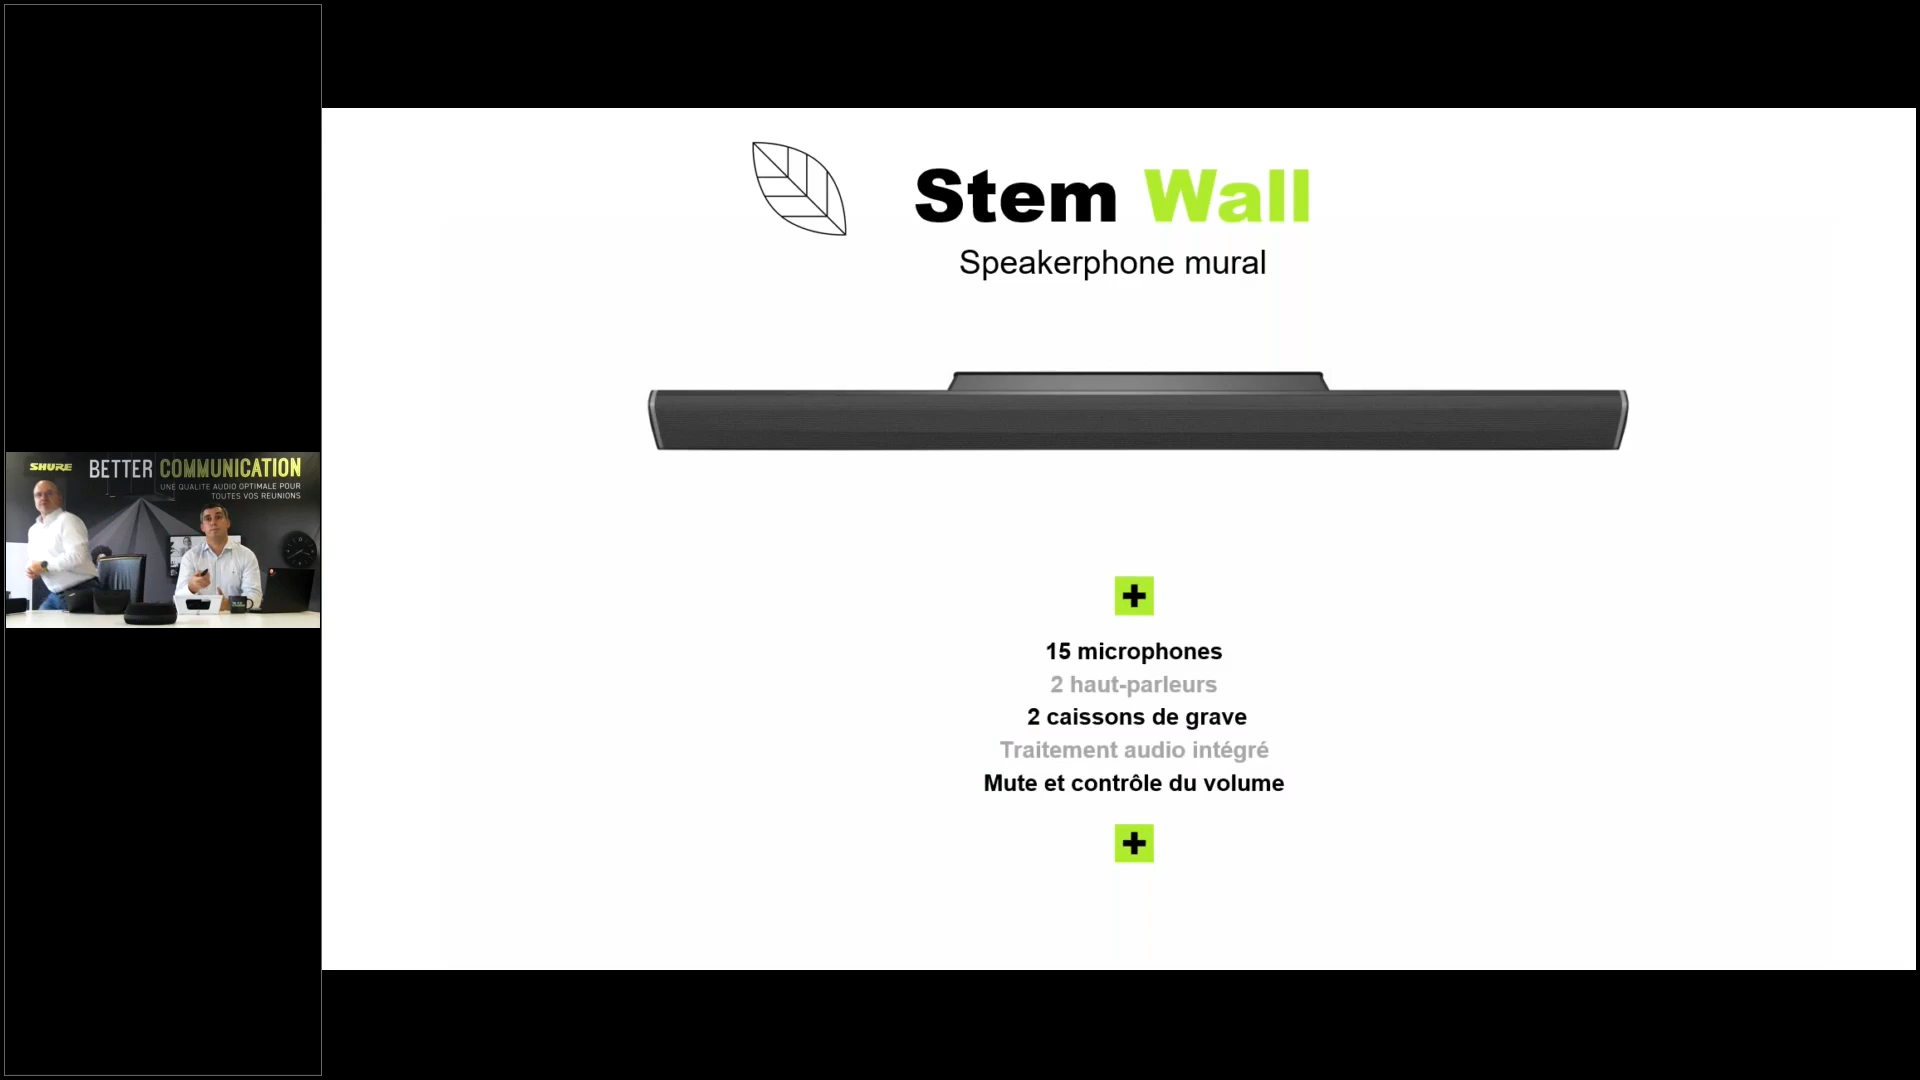 SHURE
BETTER COMMUNICATION
UNE QUALITE AUDIO OPTIMALE POUR
TOUTES VOS REUNIONS
Stem Wall
Speakerphone mural
15 microphones
2 haut-parleurs
2 caissons de grave
Traitement audio intégré
Mute et contrôle du volume